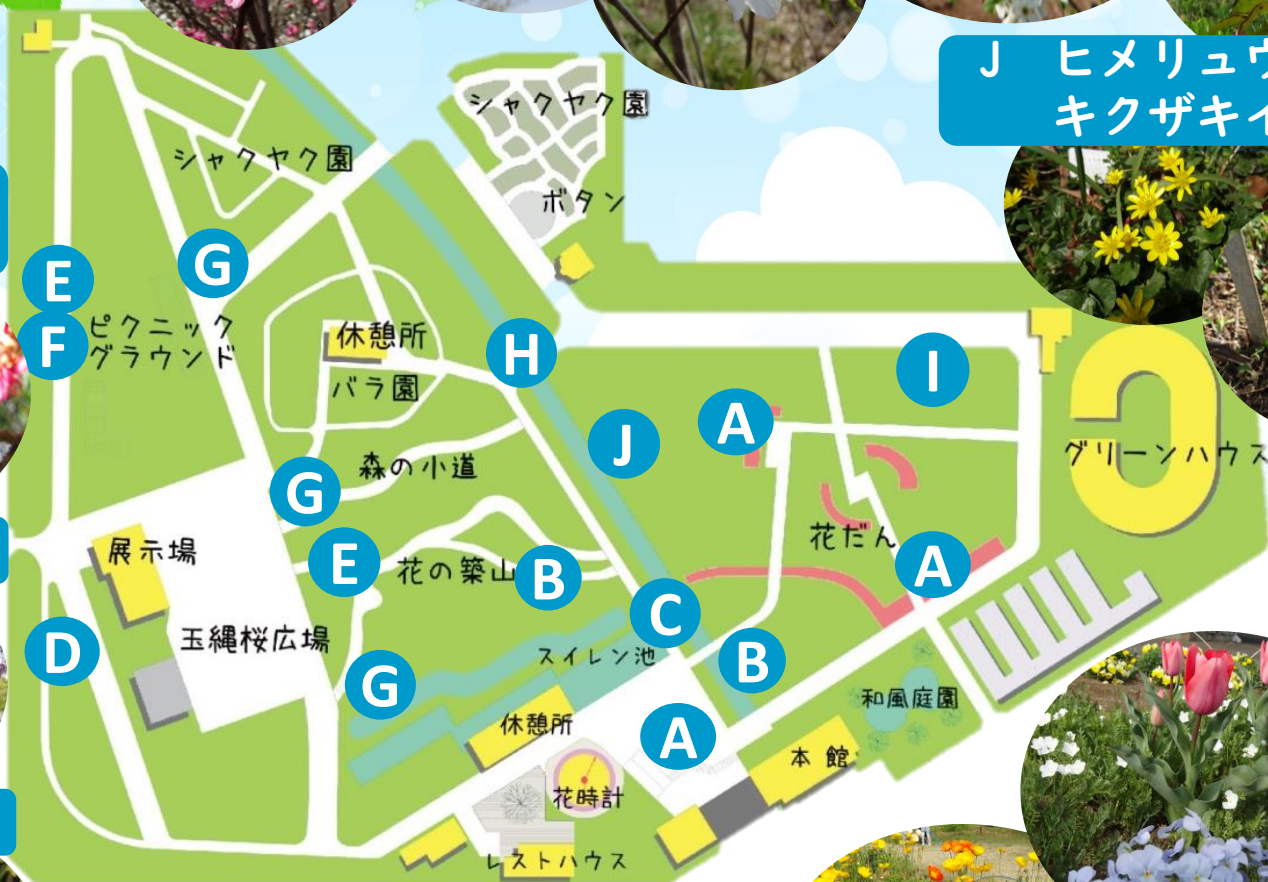 J ヒメリュウ
キクザキイ
シャクヤク園
シャクヤク園
ボタン
G
E
ピクニック
グラウンド
F
休憩所
バラ園
H
I
A
J
グリーンハウス
森の小道
G
花だん
展示場
E
花の築山
B
A
C
玉縄桜広場
D
スイレン池
B
G
和風庭園
休憩所
A
本館
花時計
レストハウス